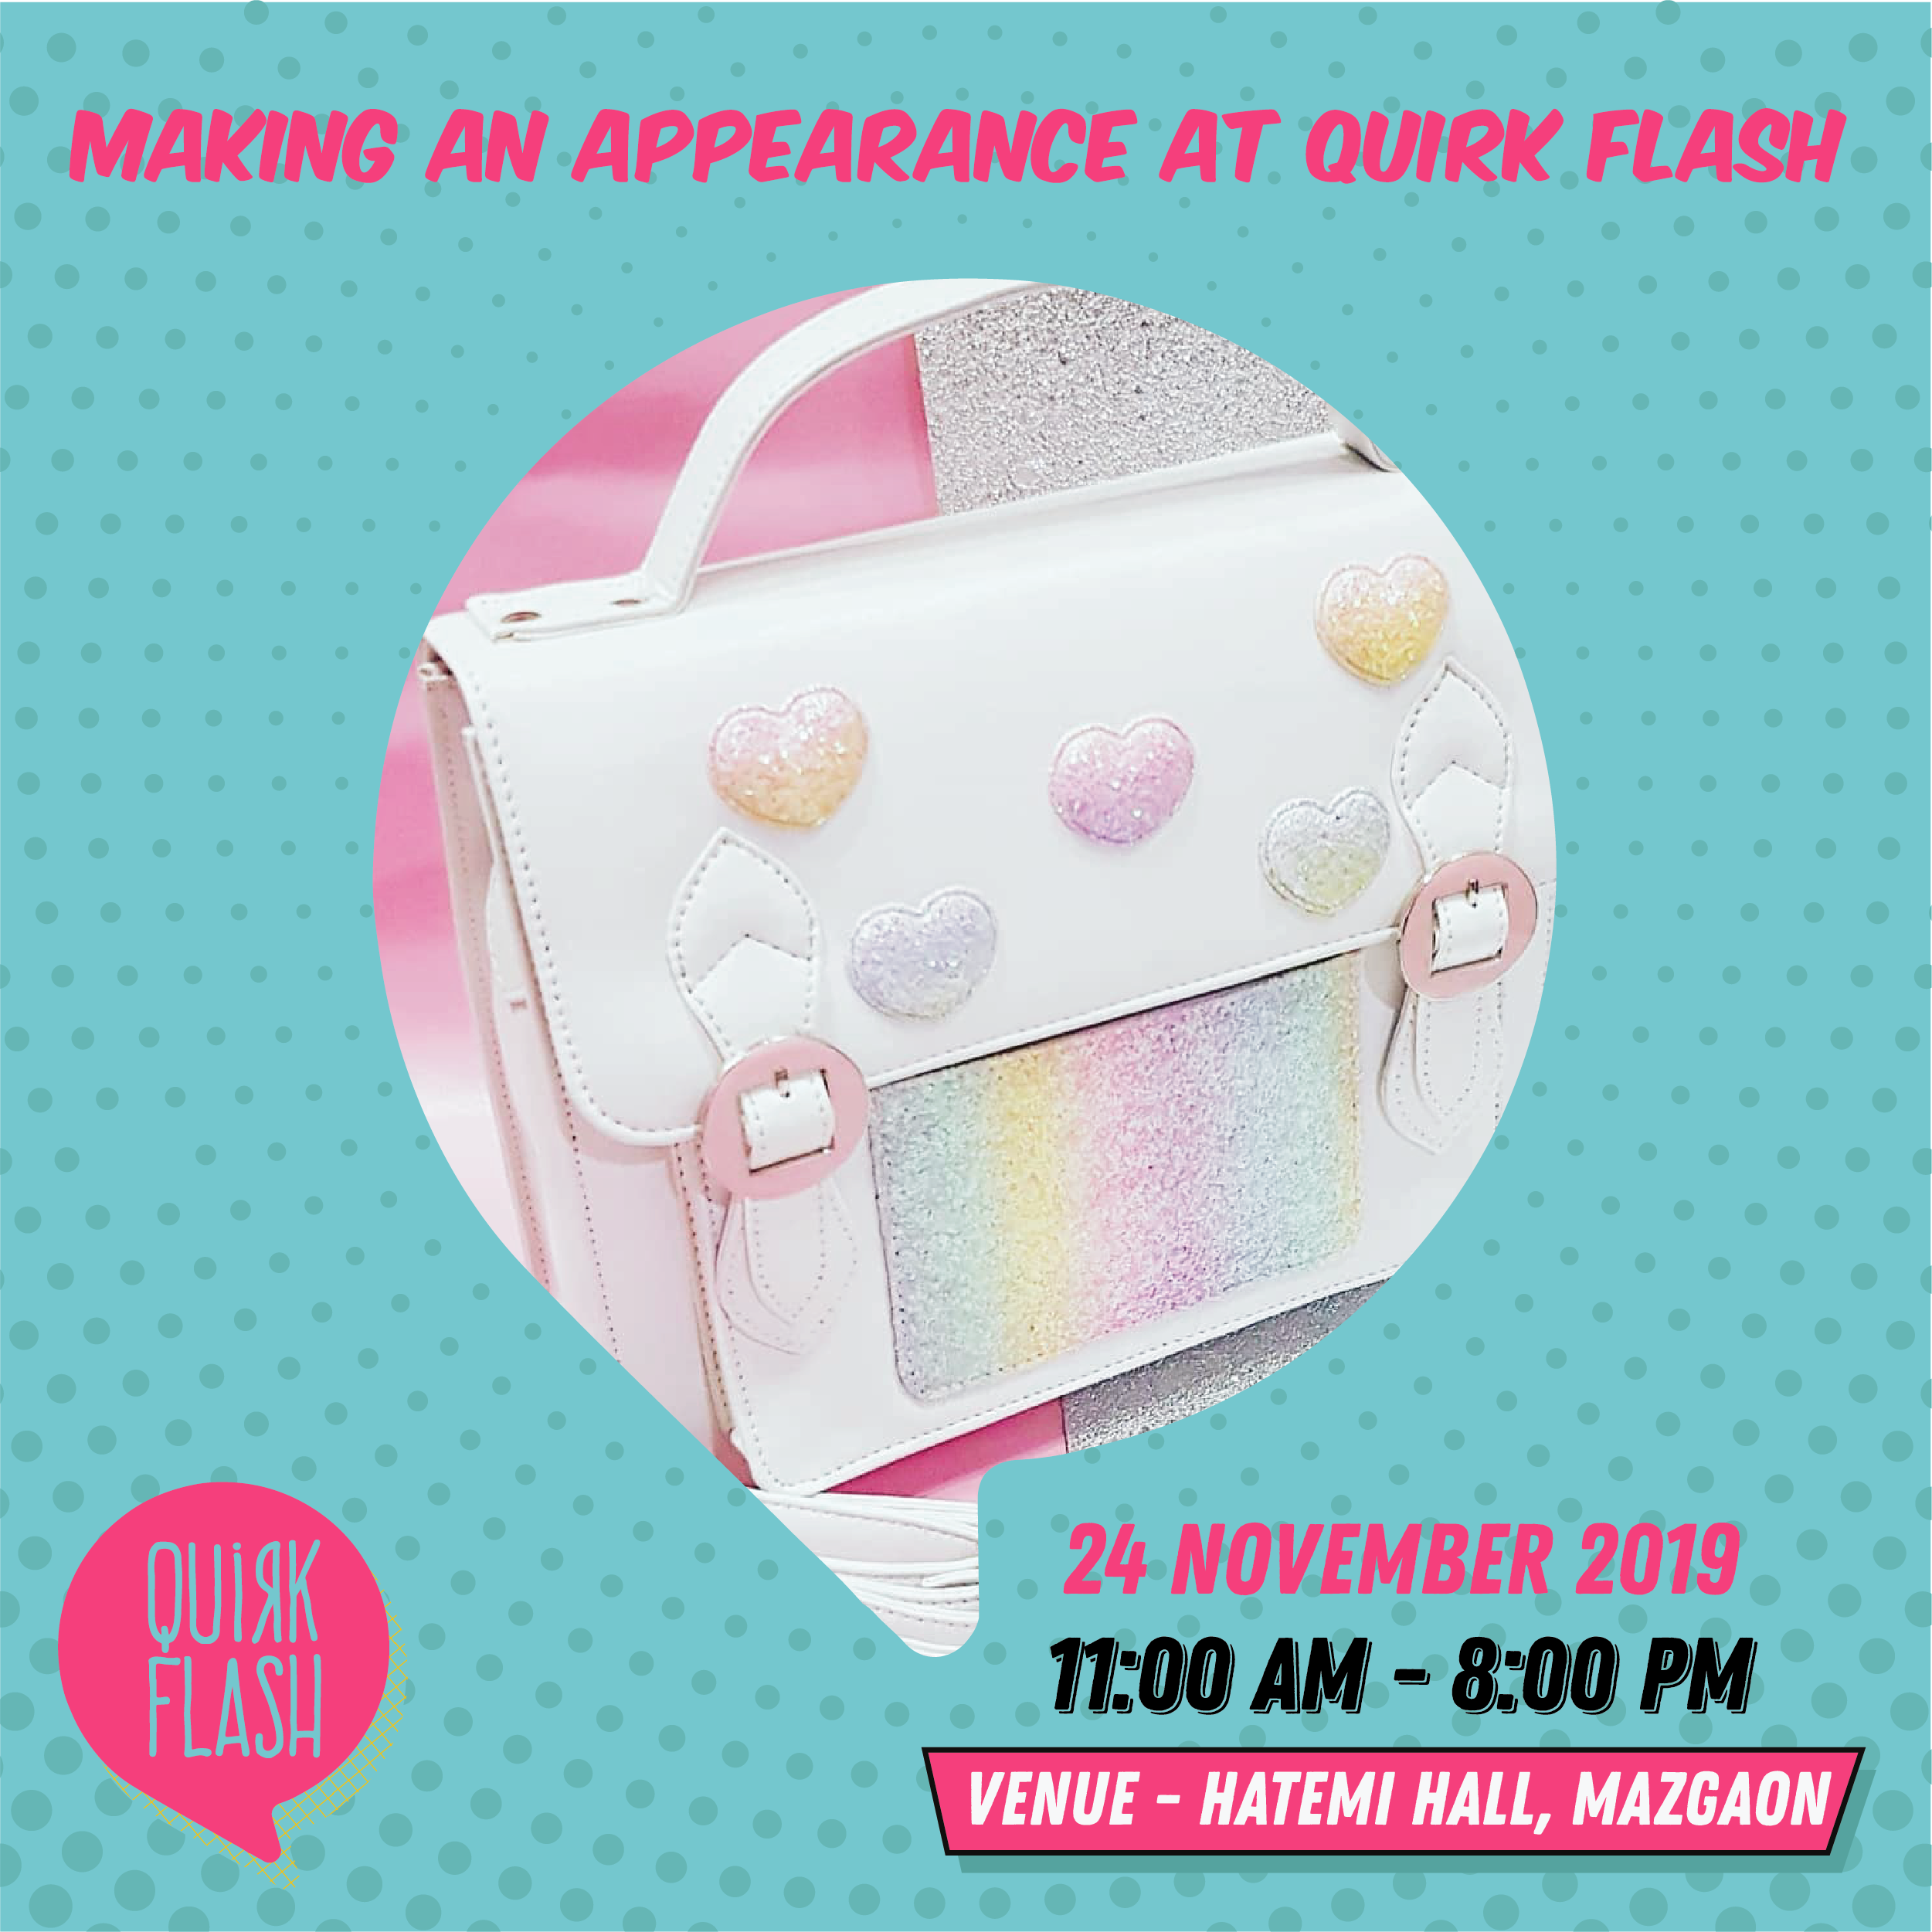 MAKING AN APPEARANCE AT QUIRK FLASH
24 NOVEMBER 2019
11:00 AM - 8:00 PM
VENUE - HATEMI HALL, MAZGAON
QUiRK
FLASH